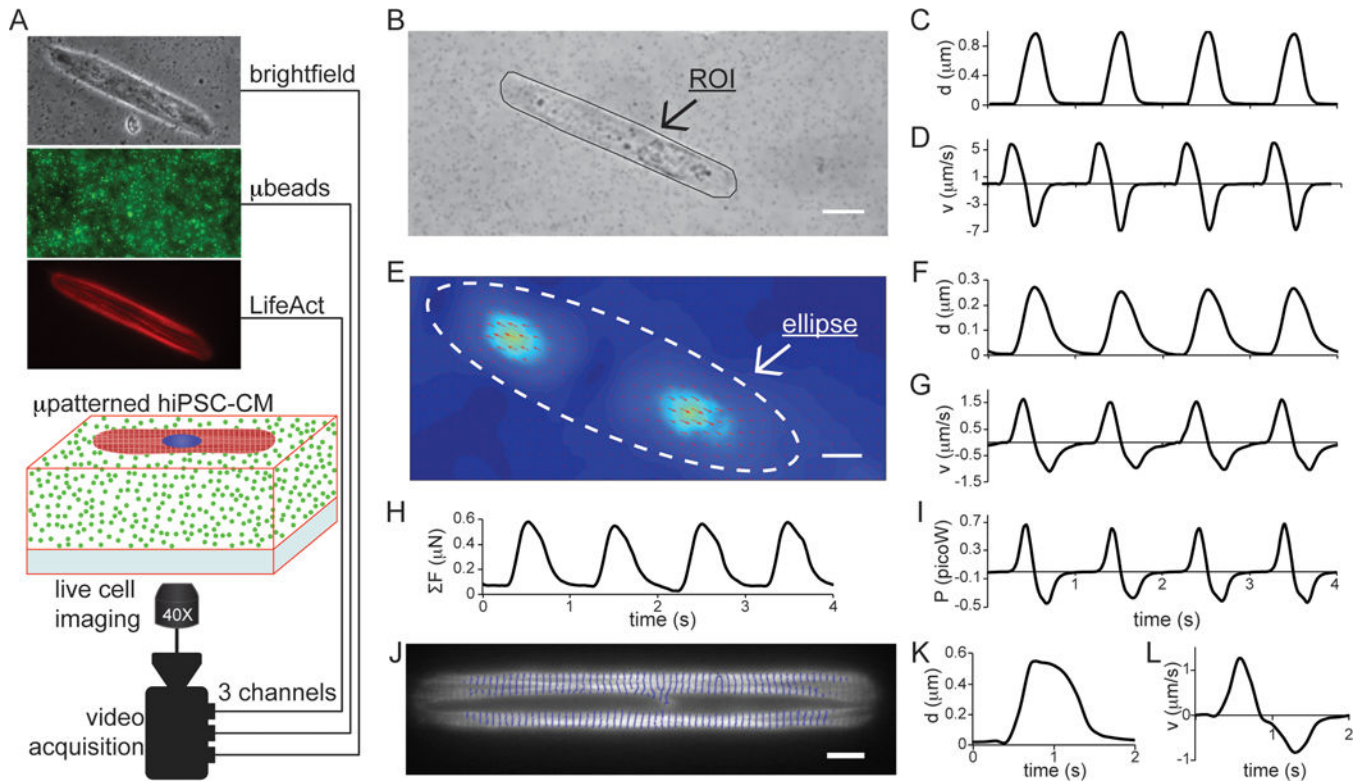 A
brightfield
μbeads
LifeAct
μpatterned hiPSC-CM
live cell
imaging
40X
3 channels
video
acquisition
B
ROI
C
d (μm)
0.8
0.4
0
D
v (μm/s)
5
1
-3
-7
E
ellipse
F
d (μm)
0.3
0.2
0.1
0
G
v (μm/s)
1.5
0.5
-0.5
-1.5
H
ΣF (μN)
0.6
0.4
0.2
0
0 1 2 3 4
time (s)
I
P (picoW)
0.7
0.3
-0.1
-0.5
1 2 3 4
time (s)
J
K
d (μm)
0.6
0.4
0.2
0
0 1 2
time (s)
L
v (μm/s)
1
0
-1
1 2
time (s)